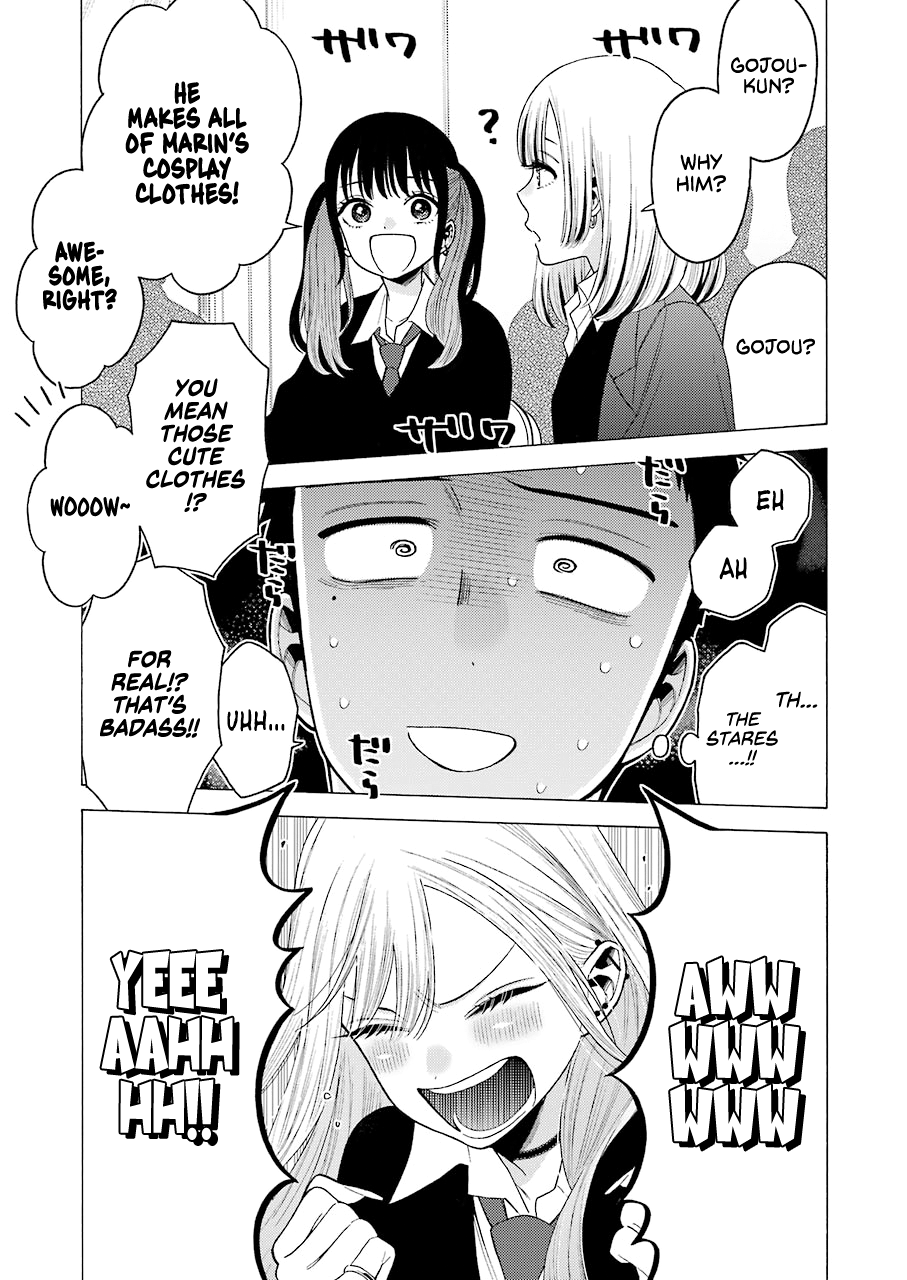 GOJOU-
KUN?
WHY
HIM?
GOJOU?
ザワ
ザワ
?
HE
MAKES ALL
OF MARIN'S
COSPLAY
CLOTHES!
AWE-
SOME,
RIGHT?
ザワ
YOU
MEAN
THOSE
CUTE
CLOTHES
!?
WOOOW~
EH
AH
だら
だら
TH...
THE
STARES
...!!
FOR
REAL!?
THAT'S
BADASS!!
UHH...
だら
AWW
WWW
WWW
YEEE
AAHH
HH!!!